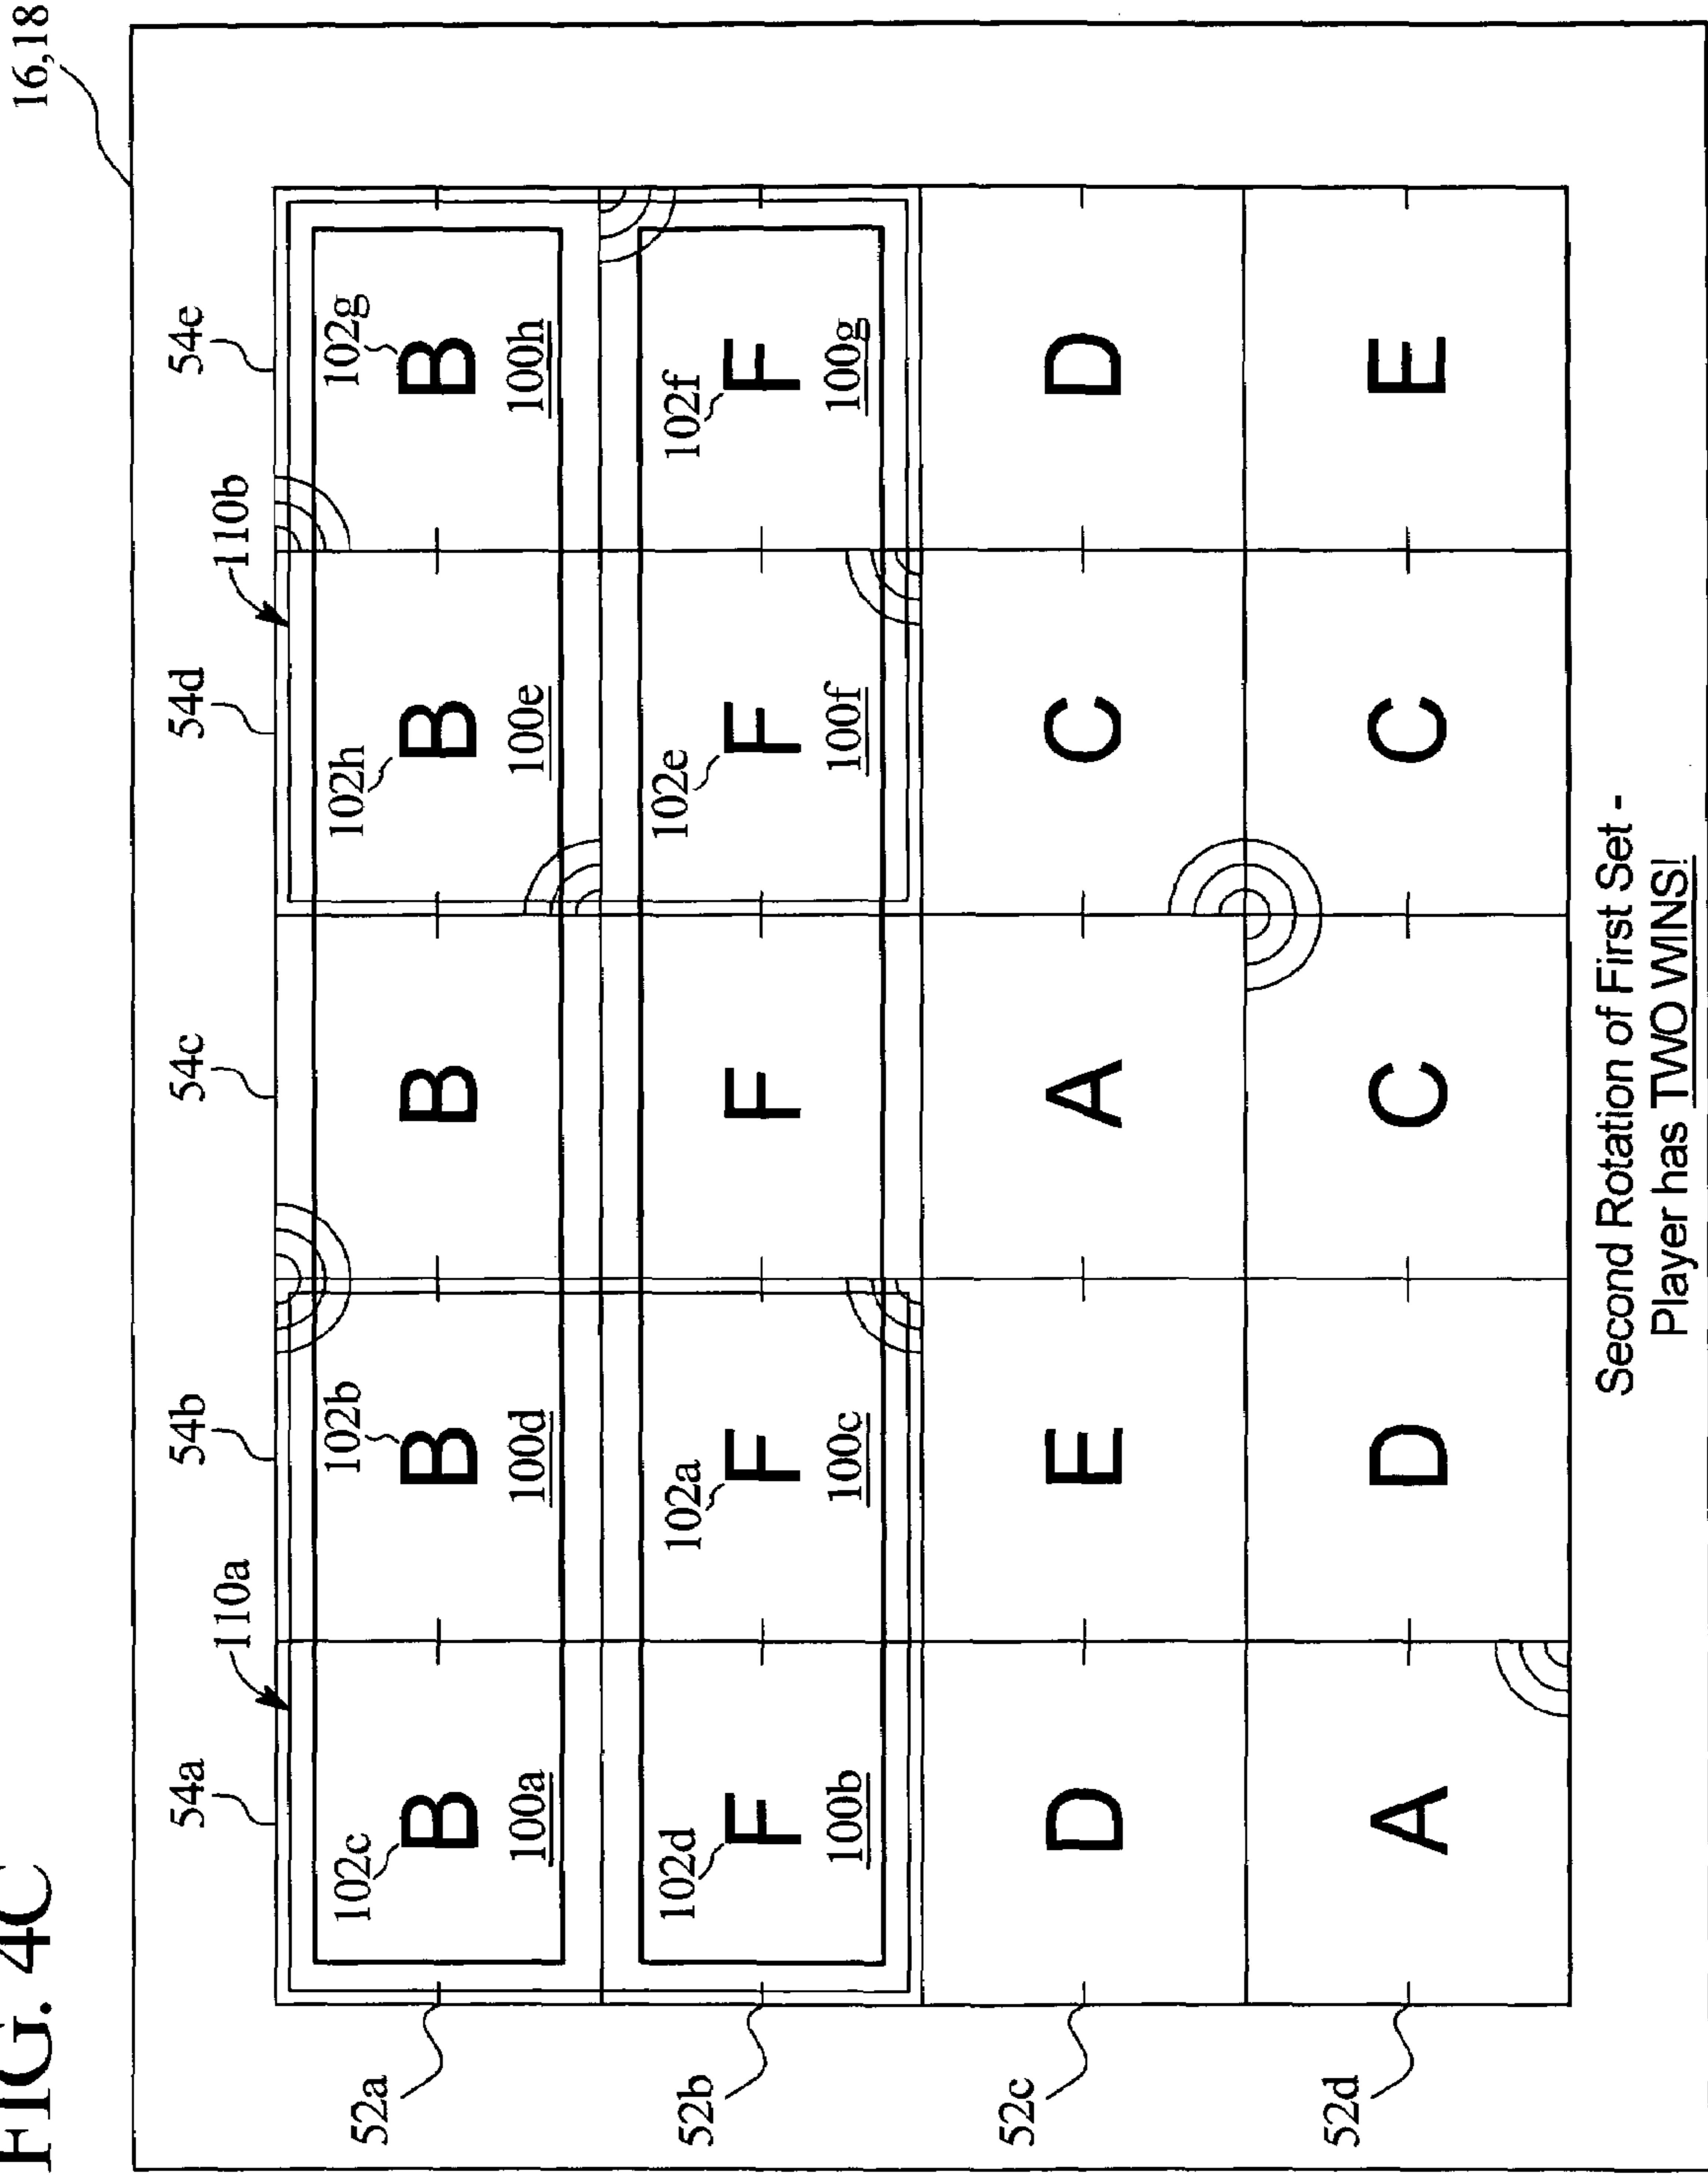 FIG. 4C
16,18
54a 54b 54c 54d 54e
110a 110b
52a
102c 102b 102h 102g
B B B B B
100a 100d 100e 100h
52b
102d 102a 102e 102f
F F F F F
100b 100c 100f 100g
52c
D E A C D
52d
A D C C E
Second Rotation of First Set -
Player has TWO WINS!